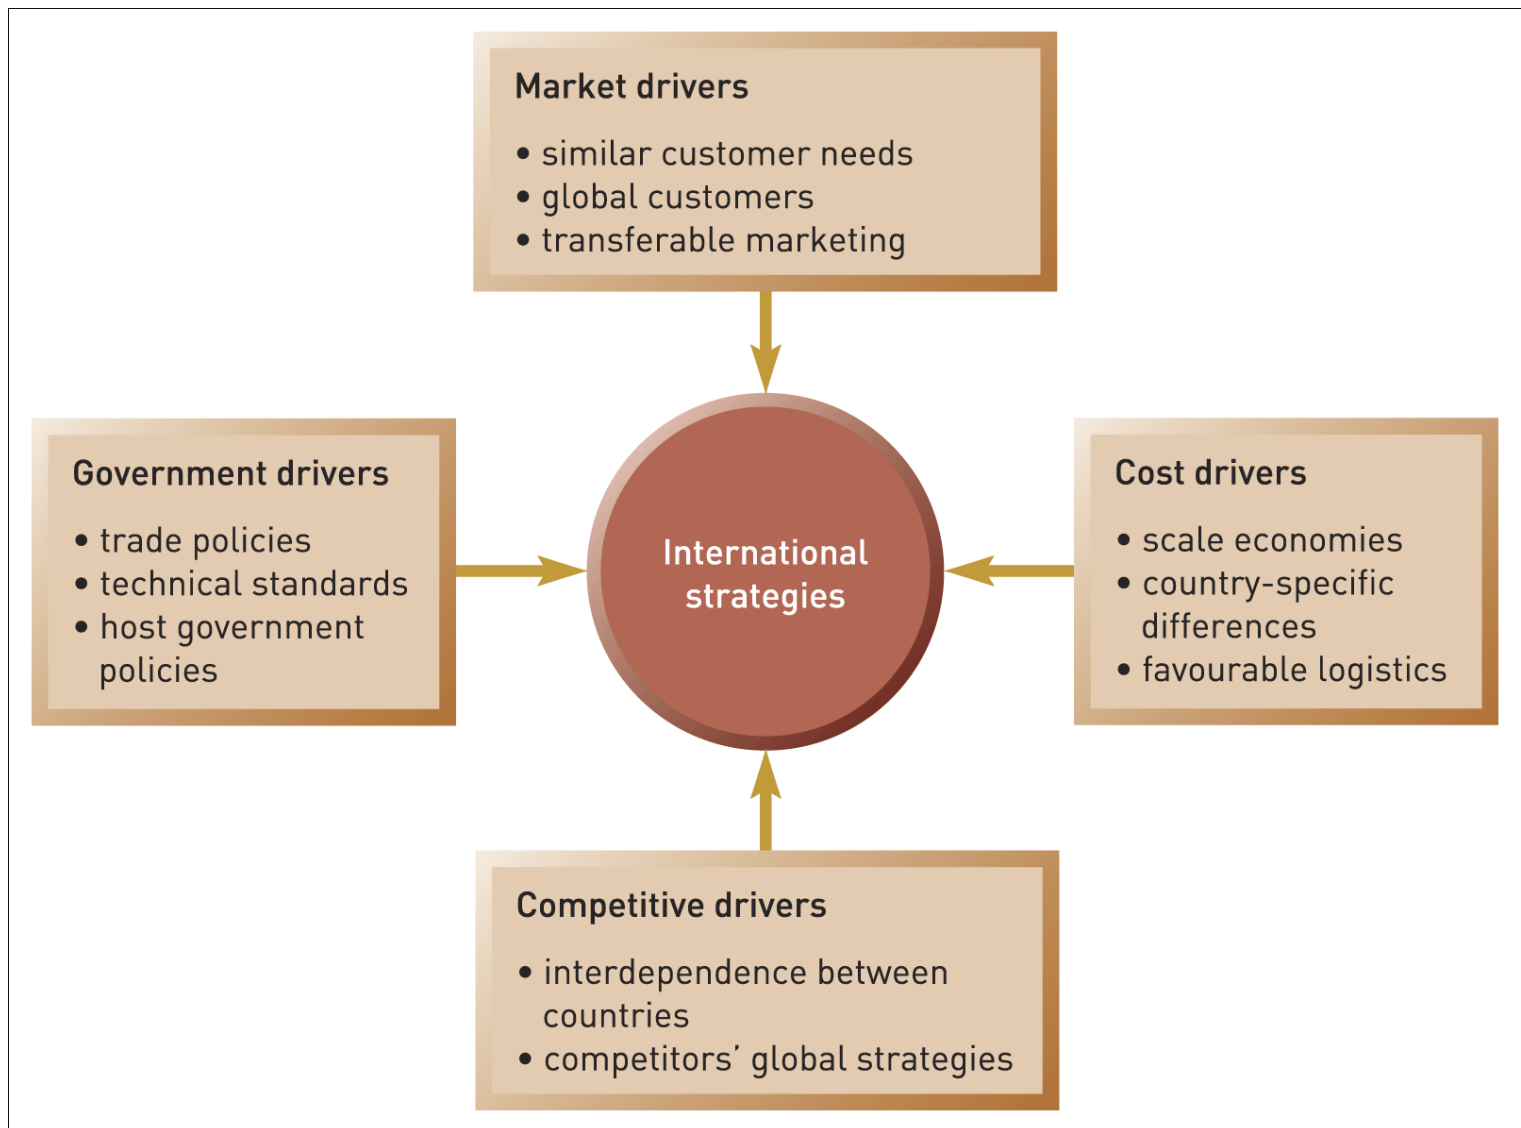 Market drivers
• similar customer needs
• global customers
• transferable marketing
Government drivers
• trade policies
• technical standards
• host government
policies
International
strategies
Cost drivers
• scale economies
• country-specific
differences
• favourable logistics
Competitive drivers
• interdependence between
countries
• competitors’ global strategies